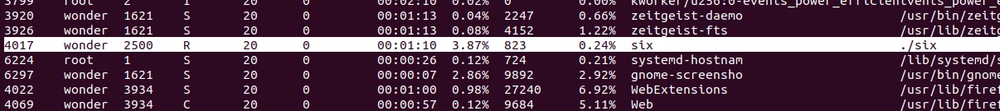 3799 root 2 I 20 0 00:02:10 0.02% 0 0.00% kworker/u256:0-events_power_efficientvents_power_e
3920 wonder 1621 S 20 0 00:01:13 0.04% 2247 0.66% zeitgeist-daemo /usr/bin/zeitg
3926 wonder 1621 S 20 0 00:01:13 0.08% 4152 1.22% zeitgeist-fts /usr/lib/zeitg
4017 wonder 2500 R 20 0 00:01:10 3.87% 823 0.24% six ./six
6224 root 1 S 20 0 00:00:26 0.12% 724 0.21% systemd-hostnam /lib/systemd/s
6297 wonder 1621 S 20 0 00:00:07 2.86% 9892 2.92% gnome-screensho /usr/bin/gnome
4022 wonder 3934 S 20 0 00:01:00 0.98% 27240 6.92% WebExtensions /usr/lib/firef
4069 wonder 3934 C 20 0 00:00:57 0.12% 9684 5.11% Web /usr/lib/firef